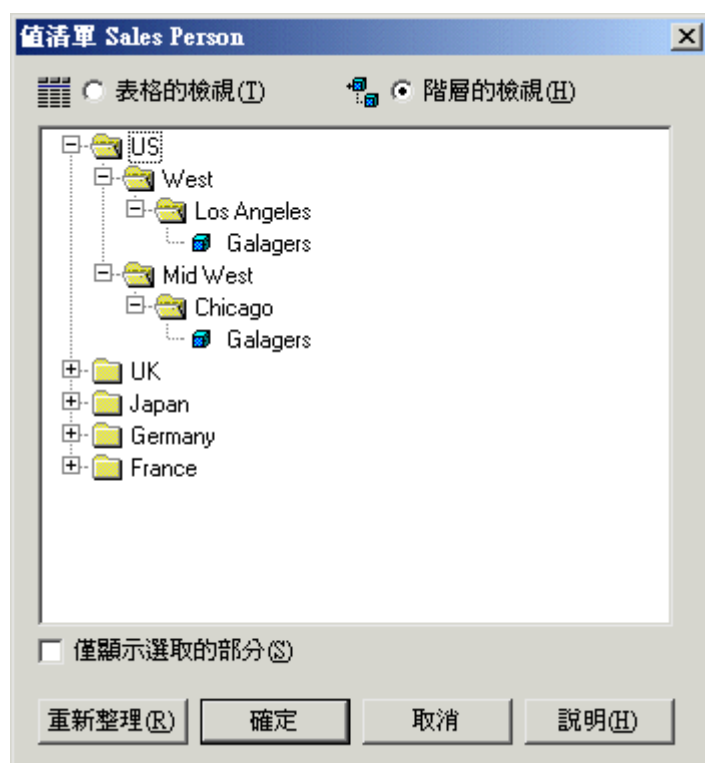 值清單 Sales Person
表格的檢視(T) 階層的檢視(H)
US
West
Los Angeles
Galagers
Mid West
Chicago
Galagers
UK
Japan
Germany
France
僅顯示選取的部分(S)
重新整理(R) 確定 取消 說明(H)